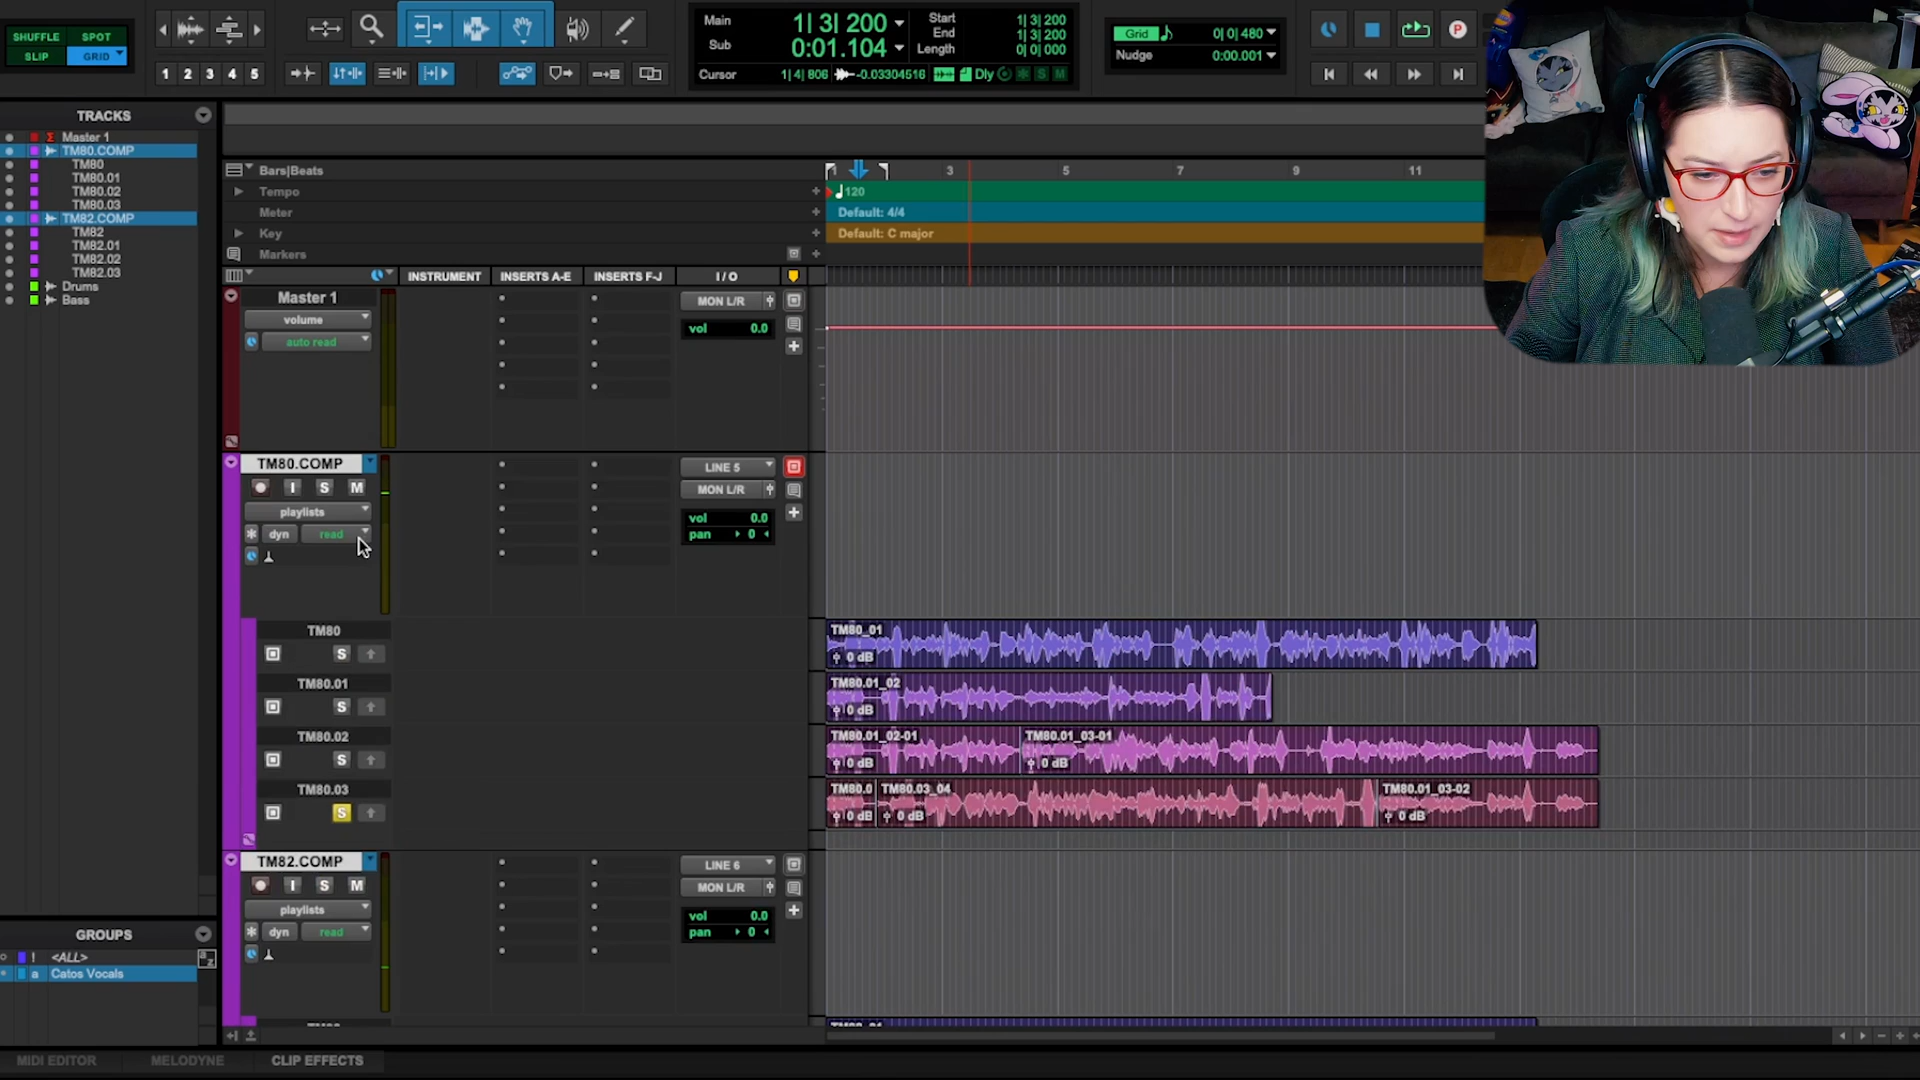 SHUFFLE SPOT
SLIP GRID
1 2 3 4 5
Main 1| 3| 200
Sub 0:01.104
Start 1| 3| 200
End 1| 3| 200
Length 0| 0| 000
Cursor 1| 4| 806 -0.03304516 Dly S M
Grid 0| 0| 480
Nudge 0:00.001
P
TRACKS
Master 1
TM80.COMP
TM80
TM80.01
TM80.02
TM80.03
TM82.COMP
TM82
TM82.01
TM82.02
TM82.03
Drums
Bass
GROUPS
! <ALL>
a Catos Vocals
a z
Bars|Beats
Tempo
Meter
Key
Markers
1 3 5 7 9 11
120
Default: 4/4
Default: C major
INSTRUMENT INSERTS A-E INSERTS F-J I / O
Master 1
volume
auto read
MON L/R
vol 0.0
TM80.COMP
I S M
playlists
dyn read
LINE 5
MON L/R
vol 0.0
pan 0
TM80
S
TM80.01
S
TM80.02
S
TM80.03
S
TM80_01
0 dB
TM80.01_02
0 dB
TM80.01_02-01 TM80.01_03-01
0 dB 0 dB
TM80.0 TM80.03_04 TM80.01_03-02
0 dB 0 dB 0 dB
TM82.COMP
I S M
playlists
dyn read
LINE 6
MON L/R
vol 0.0
pan 0
MIDI EDITOR MELODYNE CLIP EFFECTS